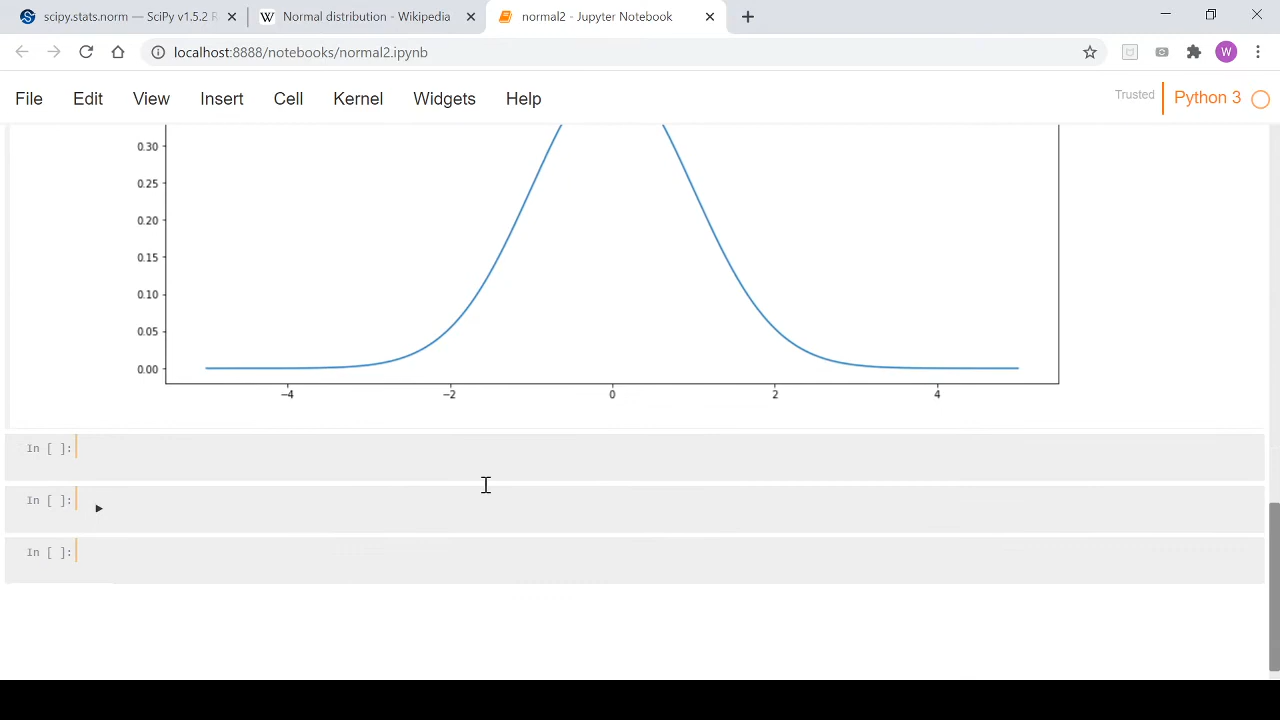 scipy.stats.norm — SciPy v1.5.2 R
Normal distribution - Wikipedia
normal2 - Jupyter Notebook
localhost:8888/notebooks/normal2.ipynb
W
File Edit View Insert Cell Kernel Widgets Help
Trusted
Python 3
0.30
0.25
0.20
0.15
0.10
0.05
0.00
−4 −2 0 2 4
In [ ]:
In [ ]:
In [ ]: